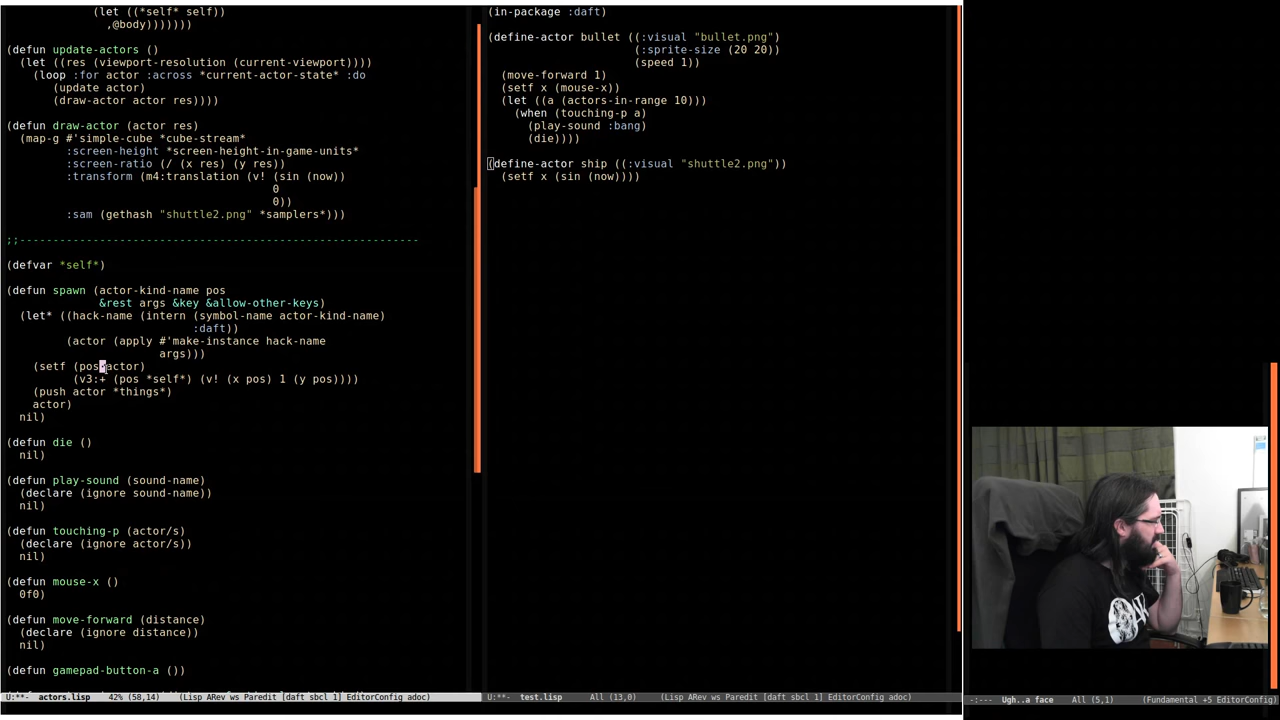 (let ((*self* self))
,@body)))))))
(defun update-actors ()
(let ((res (viewport-resolution (current-viewport))))
(loop :for actor :across *current-actor-state* :do
(update actor)
(draw-actor actor res))))
(defun draw-actor (actor res)
(map-g #'simple-cube *cube-stream*
:screen-height *screen-height-in-game-units*
:screen-ratio (/ (x res) (y res))
:transform (m4:translation (v! (sin (now))
0
0))
:sam (gethash "shuttle2.png" *samplers*)))
;;------------------------------------------------------------
(defvar *self*)
(defun spawn (actor-kind-name pos
&rest args &key &allow-other-keys)
(let* ((hack-name (intern (symbol-name actor-kind-name)
:daft))
(actor (apply #'make-instance hack-name
args)))
(setf (pos actor)
(v3:+ (pos *self*) (v! (x pos) 1 (y pos))))
(push actor *things*)
actor)
nil)
(defun die ()
nil)
(defun play-sound (sound-name)
(declare (ignore sound-name))
nil)
(defun touching-p (actor/s)
(declare (ignore actor/s))
nil)
(defun mouse-x ()
0f0)
(defun move-forward (distance)
(declare (ignore distance))
nil)
(defun gamepad-button-a ())
U:**-  actors.lisp   42% (58,14)   (Lisp ARev ws Paredit [daft sbcl 1] EditorConfig adoc)
(in-package :daft)
(define-actor bullet ((:visual "bullet.png")
(:sprite-size (20 20))
(speed 1))
(move-forward 1)
(setf x (mouse-x))
(let ((a (actors-in-range 10)))
(when (touching-p a)
(play-sound :bang)
(die))))
(define-actor ship ((:visual "shuttle2.png"))
(setf x (sin (now))))
U:**-  test.lisp     All (13,0)    (Lisp ARev ws Paredit [daft sbcl 1] EditorConfig adoc)
-:---  Ugh..a face   All (5,1)     (Fundamental +5 EditorConfig)